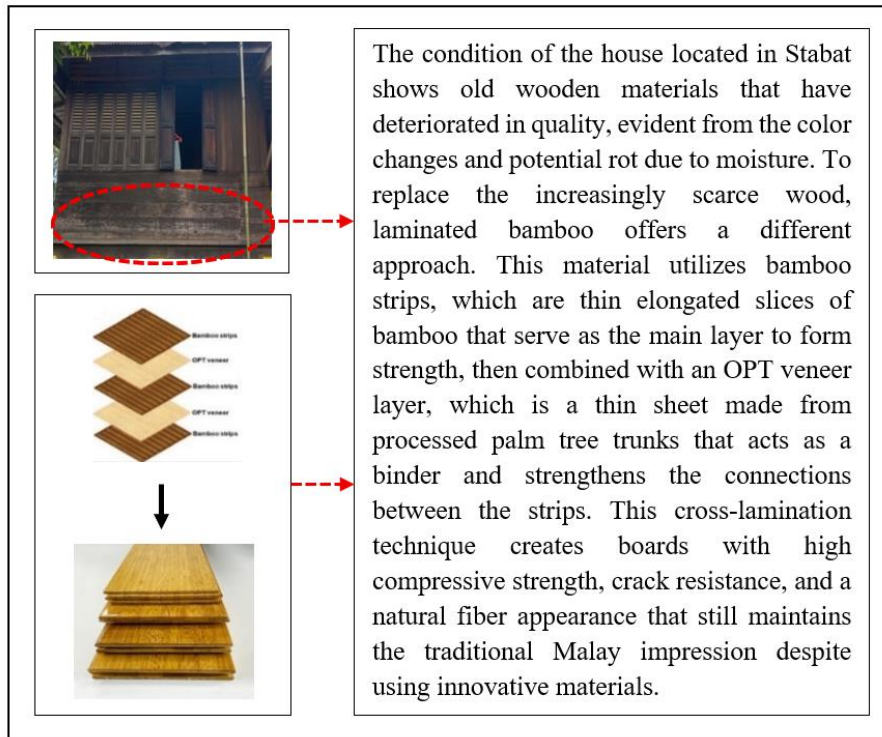 The condition of the house located in Stabat
shows old wooden materials that have
deteriorated in quality, evident from the color
changes and potential rot due to moisture. To
replace the increasingly scarce wood,
laminated bamboo offers a different
approach. This material utilizes bamboo
strips, which are thin elongated slices of
bamboo that serve as the main layer to form
strength, then combined with an OPT veneer
layer, which is a thin sheet made from
processed palm tree trunks that acts as a
binder and strengthens the connections
between the strips. This cross-lamination
technique creates boards with high
compressive strength, crack resistance, and a
natural fiber appearance that still maintains
the traditional Malay impression despite
using innovative materials.
Bamboo strips
OPT veneer
Bamboo strips
OPT veneer
Bamboo strips